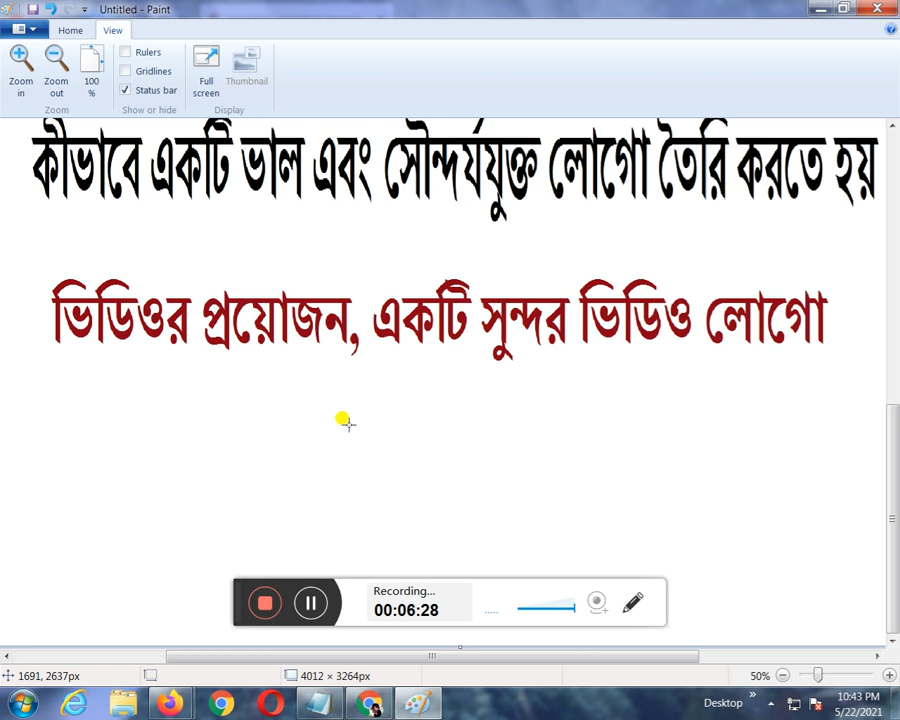 Untitled - Paint
Home View
Zoom in
Zoom out
100 %
Rulers
Gridlines
Status bar
Full screen
Thumbnail
Zoom
Show or hide
Display
কীভাবে একটি ভাল এবং সৌন্দর্যযুক্ত লোগো তৈরি করতে হয়
ভিডিওর প্রয়োজন, একটি সুন্দর ভিডিও লোগো
Recording...
00:06:28
1691, 2637px
4012 × 3264px
50%
Desktop
10:43 PM
5/22/2021